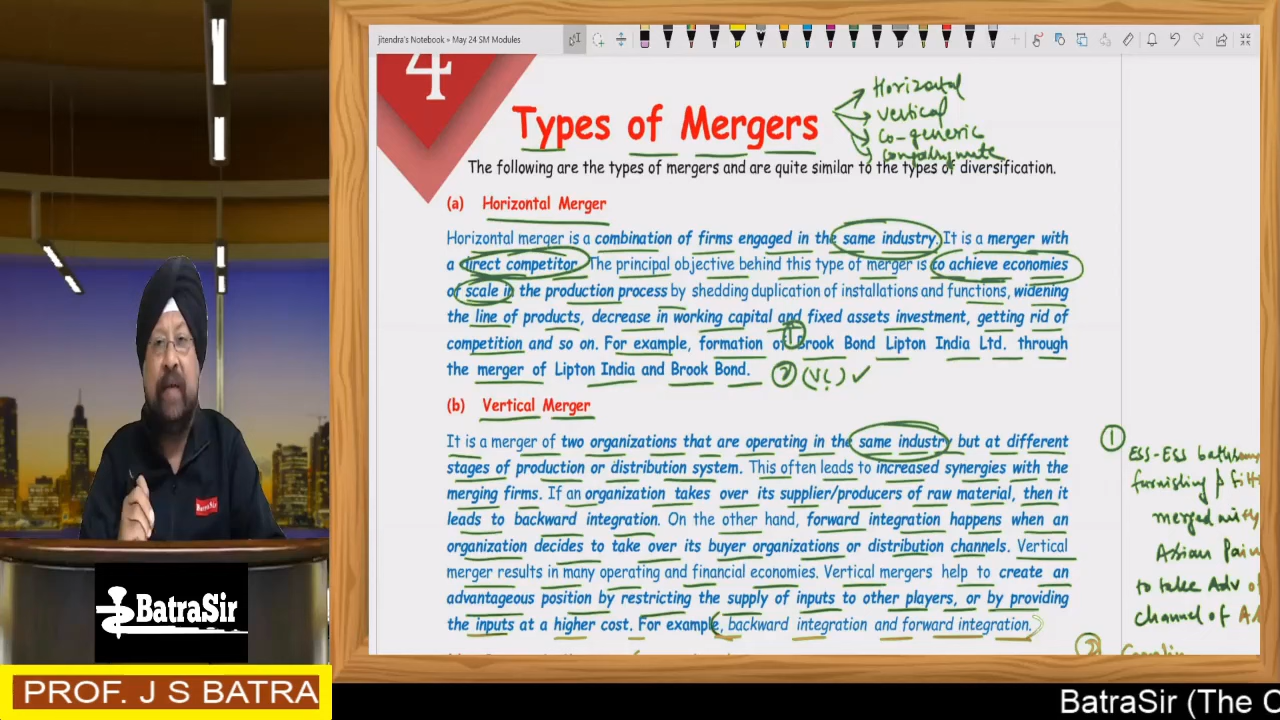 jitendra's Notebook » May 24 SM Modules
4
Types of Mergers
Horizontal
Vertical
Co-generic
Conglomerate
The following are the types of mergers and are quite similar to the types of diversification.
(a) Horizontal Merger
Horizontal merger is a combination of firms engaged in the same industry. It is a merger with
a direct competitor. The principal objective behind this type of merger is to achieve economies
of scale in the production process by shedding duplication of installations and functions, widening
the line of products, decrease in working capital and fixed assets investment, getting rid of
competition and so on. For example, formation of Brook Bond Lipton India Ltd. through
1
the merger of Lipton India and Brook Bond.
2
(b) Vertical Merger
It is a merger of two organizations that are operating in the same industry but at different
stages of production or distribution system. This often leads to increased synergies with the
merging firms. If an organization takes over its supplier/producers of raw material, then it
leads to backward integration. On the other hand, forward integration happens when an
organization decides to take over its buyer organizations or distribution channels. Vertical
merger results in many operating and financial economies. Vertical mergers help to create an
advantageous position by restricting the supply of inputs to other players, or by providing
the inputs at a higher cost. For example, backward integration and forward integration.
1
ESS-ESS bathroom
furnishing
merged with
Asian Pain
to take Adv of
channel of A
2
BatraSir
BatraSir
PROF. J S BATRA
BatraSir (The C